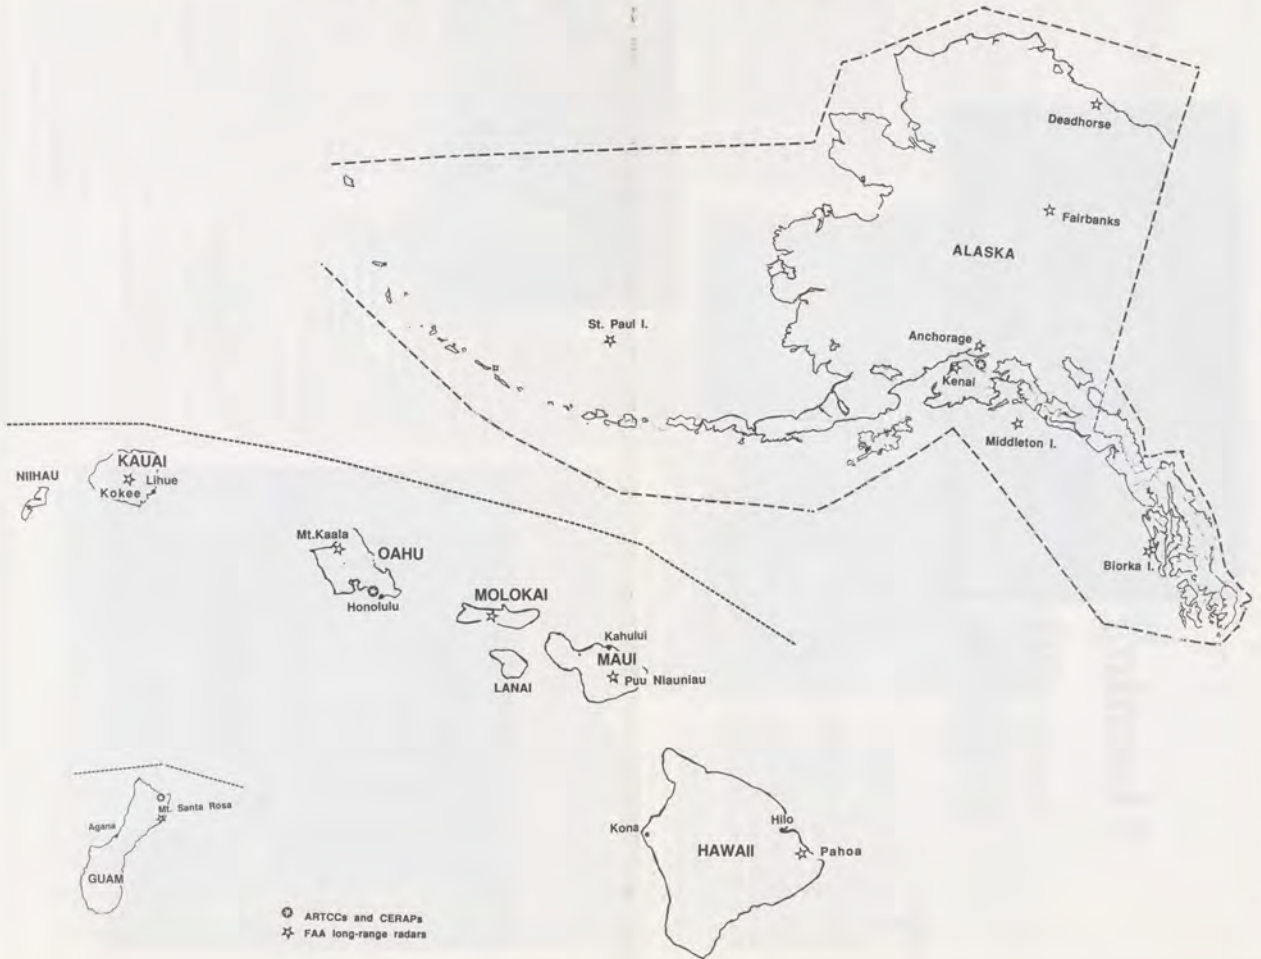 Deadhorse
Fairbanks
ALASKA
St. Paul I.
Anchorage
Kenai
Middleton I.
Biorka I.
NIIHAU
KAUAI
Lihue
Kokee
Mt.Kaala
OAHU
Honolulu
MOLOKAI
Kahului
MAUI
LANAI
Puu Niauniau
Mt. Santa Rosa
Agana
GUAM
Kona
Hilo
HAWAII
Pahoa
ARTCCs and CERAPs
FAA long-range radars